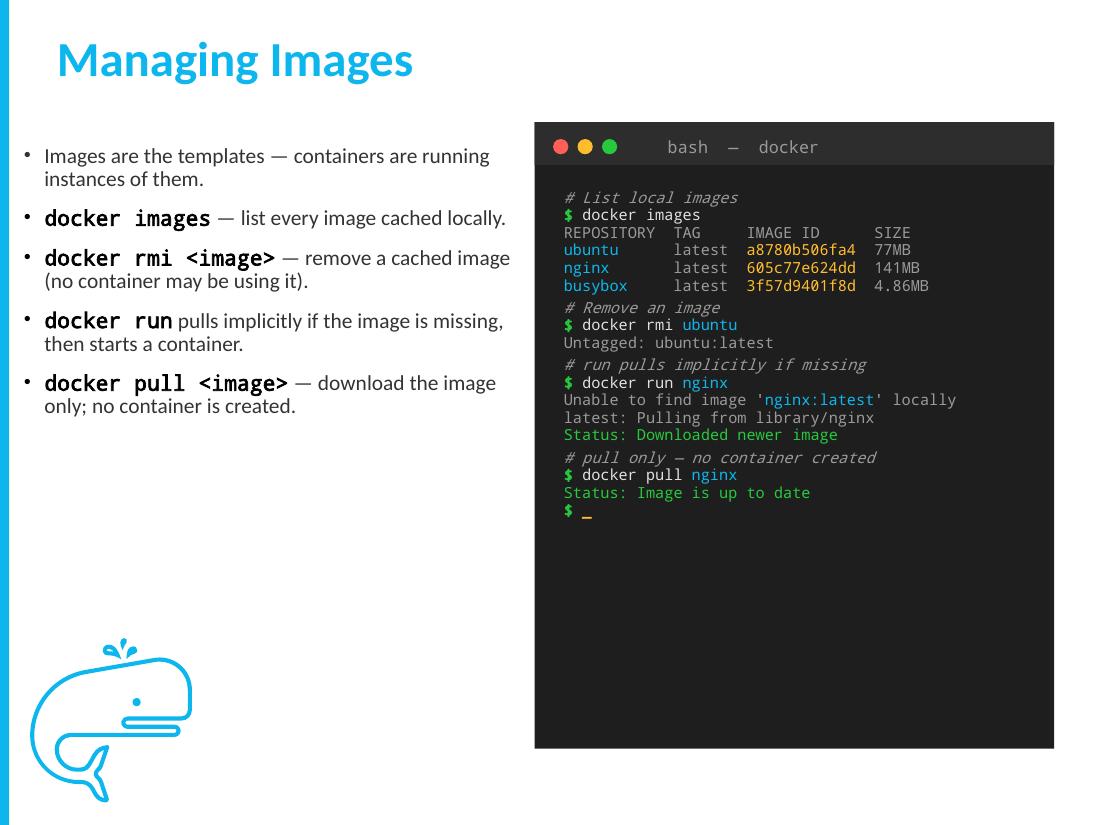 Managing Images
• Images are the templates — containers are running
instances of them.
• docker images — list every image cached locally.
• docker rmi <image> — remove a cached image
(no container may be using it).
• docker run pulls implicitly if the image is missing,
then starts a container.
• docker pull <image> — download the image
only; no container is created.
bash — docker
# List local images
$ docker images
REPOSITORY  TAG     IMAGE ID      SIZE
ubuntu      latest  a8780b506fa4  77MB
nginx       latest  605c77e624dd  141MB
busybox     latest  3f57d9401f8d  4.86MB
# Remove an image
$ docker rmi ubuntu
Untagged: ubuntu:latest
# run pulls implicitly if missing
$ docker run nginx
Unable to find image 'nginx:latest' locally
latest: Pulling from library/nginx
Status: Downloaded newer image
# pull only — no container created
$ docker pull nginx
Status: Image is up to date
$ _